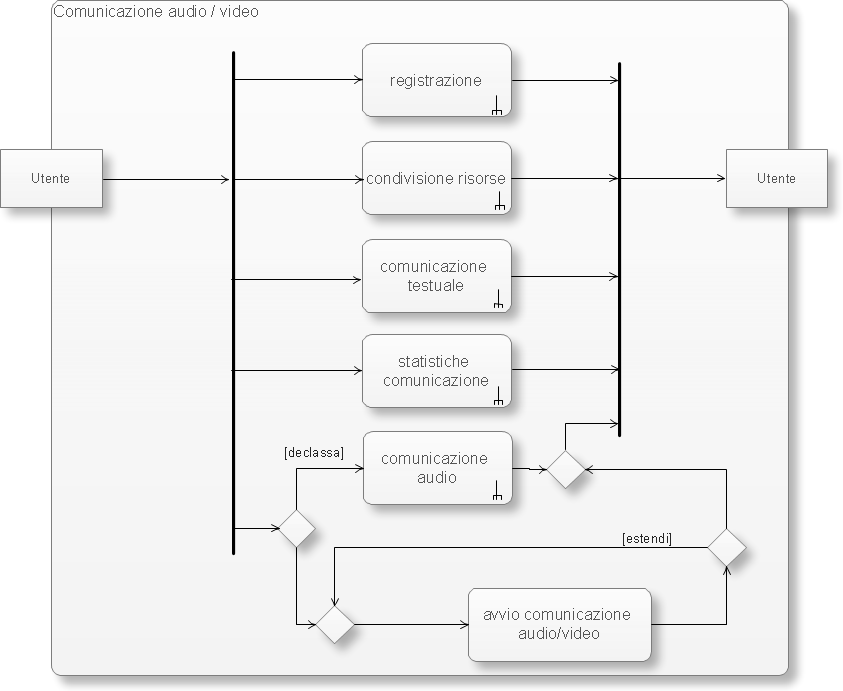 Comunicazione audio / video
registrazione
Utente
condivisione risorse
Utente
comunicazione
testuale
statistiche
comunicazione
[declassa]
comunicazione
audio
[estendi]
avvio comunicazione
audio/video